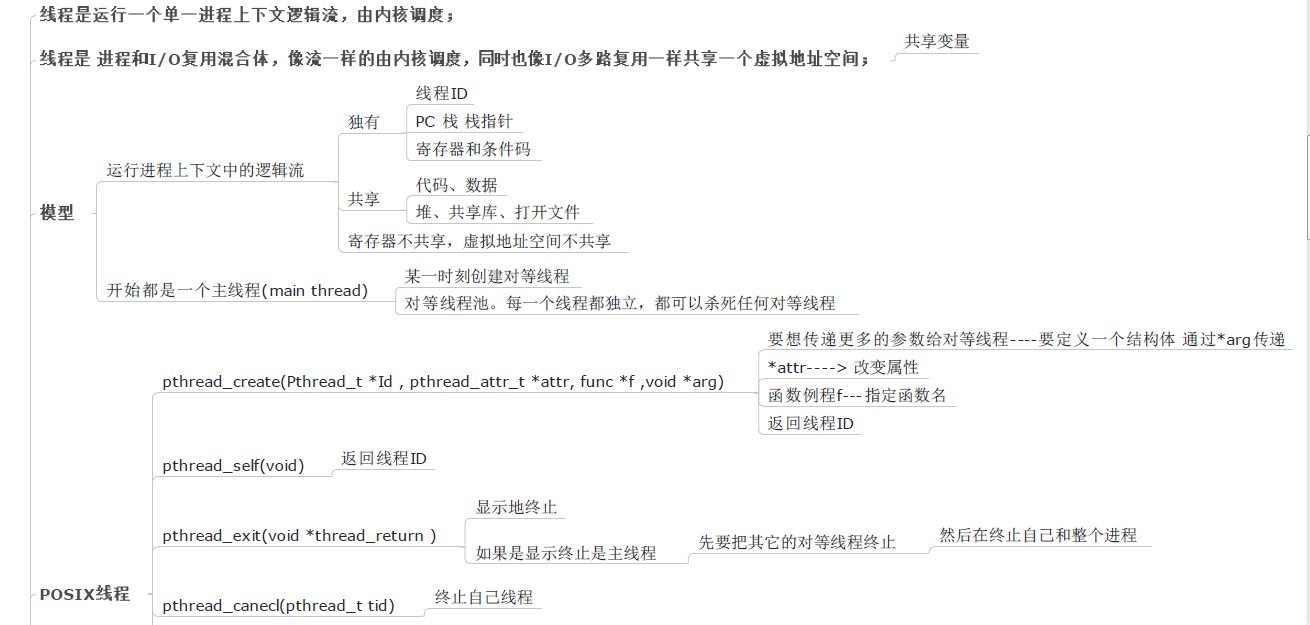 线程是运行一个单一进程上下文逻辑流，由内核调度；
线程是 进程和I/O复用混合体，像流一样的由内核调度，同时也像I/O多路复用一样共享一个虚拟地址空间；
共享变量
模型
运行进程上下文中的逻辑流
独有
线程ID
PC 栈 栈指针
寄存器和条件码
共享
代码、数据
堆、共享库、打开文件
寄存器不共享，虚拟地址空间不共享
开始都是一个主线程(main thread)
某一时刻创建对等线程
对等线程池。每一个线程都独立，都可以杀死任何对等线程
POSIX线程
pthread_create(Pthread_t *Id , pthread_attr_t *attr, func *f ,void *arg)
要想传递更多的参数给对等线程----要定义一个结构体 通过*arg传递
*attr----> 改变属性
函数例程f---指定函数名
返回线程ID
pthread_self(void)
返回线程ID
pthread_exit(void *thread_return )
显示地终止
如果是显示终止是主线程
先要把其它的对等线程终止
然后在终止自己和整个进程
pthread_canecl(pthread_t tid)
终止自己线程